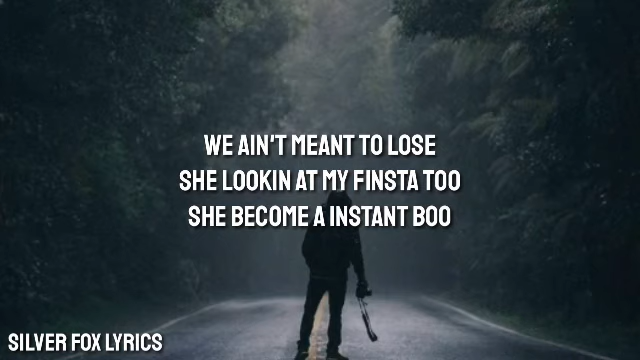 WE AIN'T MEANT TO LOSE
SHE LOOKIN AT MY FINSTA TOO
SHE BECOME A INSTANT BOO
SILVER FOX LYRICS